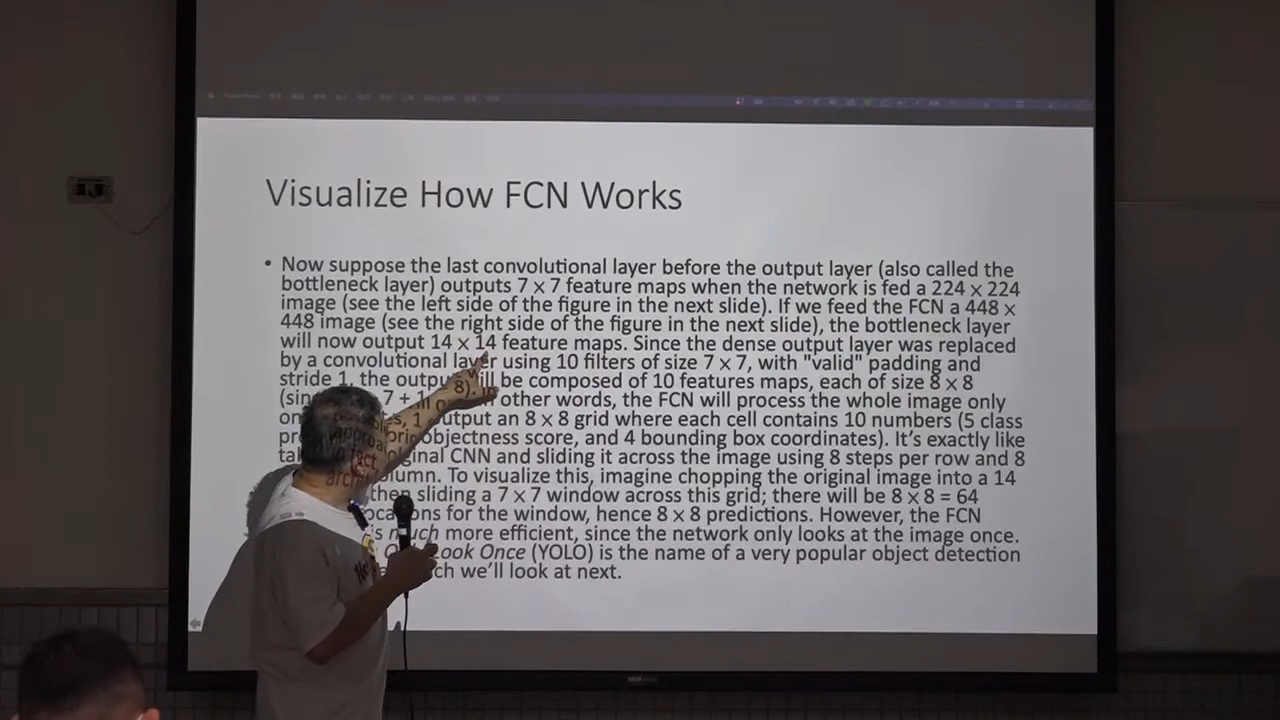 Visualize How FCN Works
• Now suppose the last convolutional layer before the output layer (also called the
bottleneck layer) outputs 7 × 7 feature maps when the network is fed a 224 × 224
image (see the left side of the figure in the next slide). If we feed the FCN a 448 ×
448 image (see the right side of the figure in the next slide), the bottleneck layer
will now output 14 × 14 feature maps. Since the dense output layer was replaced
by a convolutional layer using 10 filters of size 7 × 7, with "valid" padding and
stride 1, the output will be composed of 10 features maps, each of size 8 × 8
7 + 1 8). In other words, the FCN will process the whole image only
output an 8 × 8 grid where each cell contains 10 numbers (5 class
objectness score, and 4 bounding box coordinates). It's exactly like
CNN and sliding it across the image using 8 steps per row and 8
To visualize this, imagine chopping the original image into a 14
then sliding a 7 × 7 window across this grid; there will be 8 × 8 = 64
for the window, hence 8 × 8 predictions. However, the FCN
is much more efficient, since the network only looks at the image once.
Look Once (YOLO) is the name of a very popular object detection
we'll look at next.